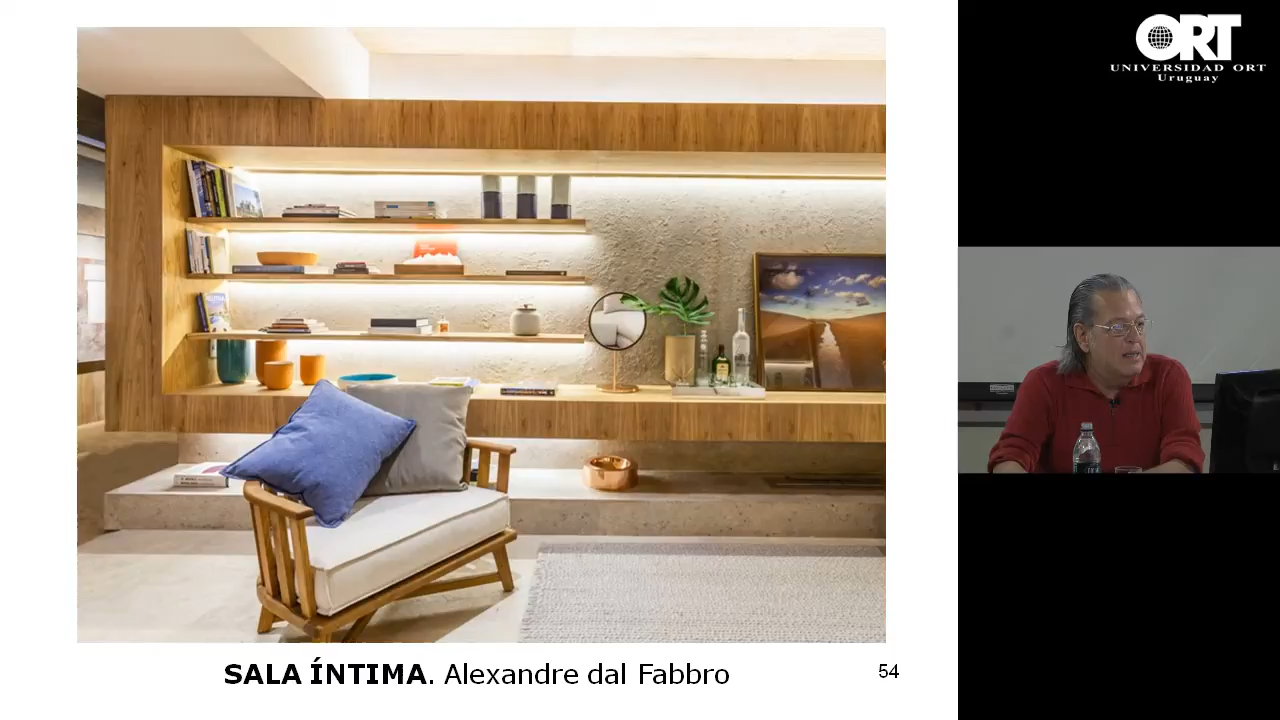 ORT
UNIVERSIDAD ORT
Uruguay
SALA ÍNTIMA. Alexandre dal Fabbro
54